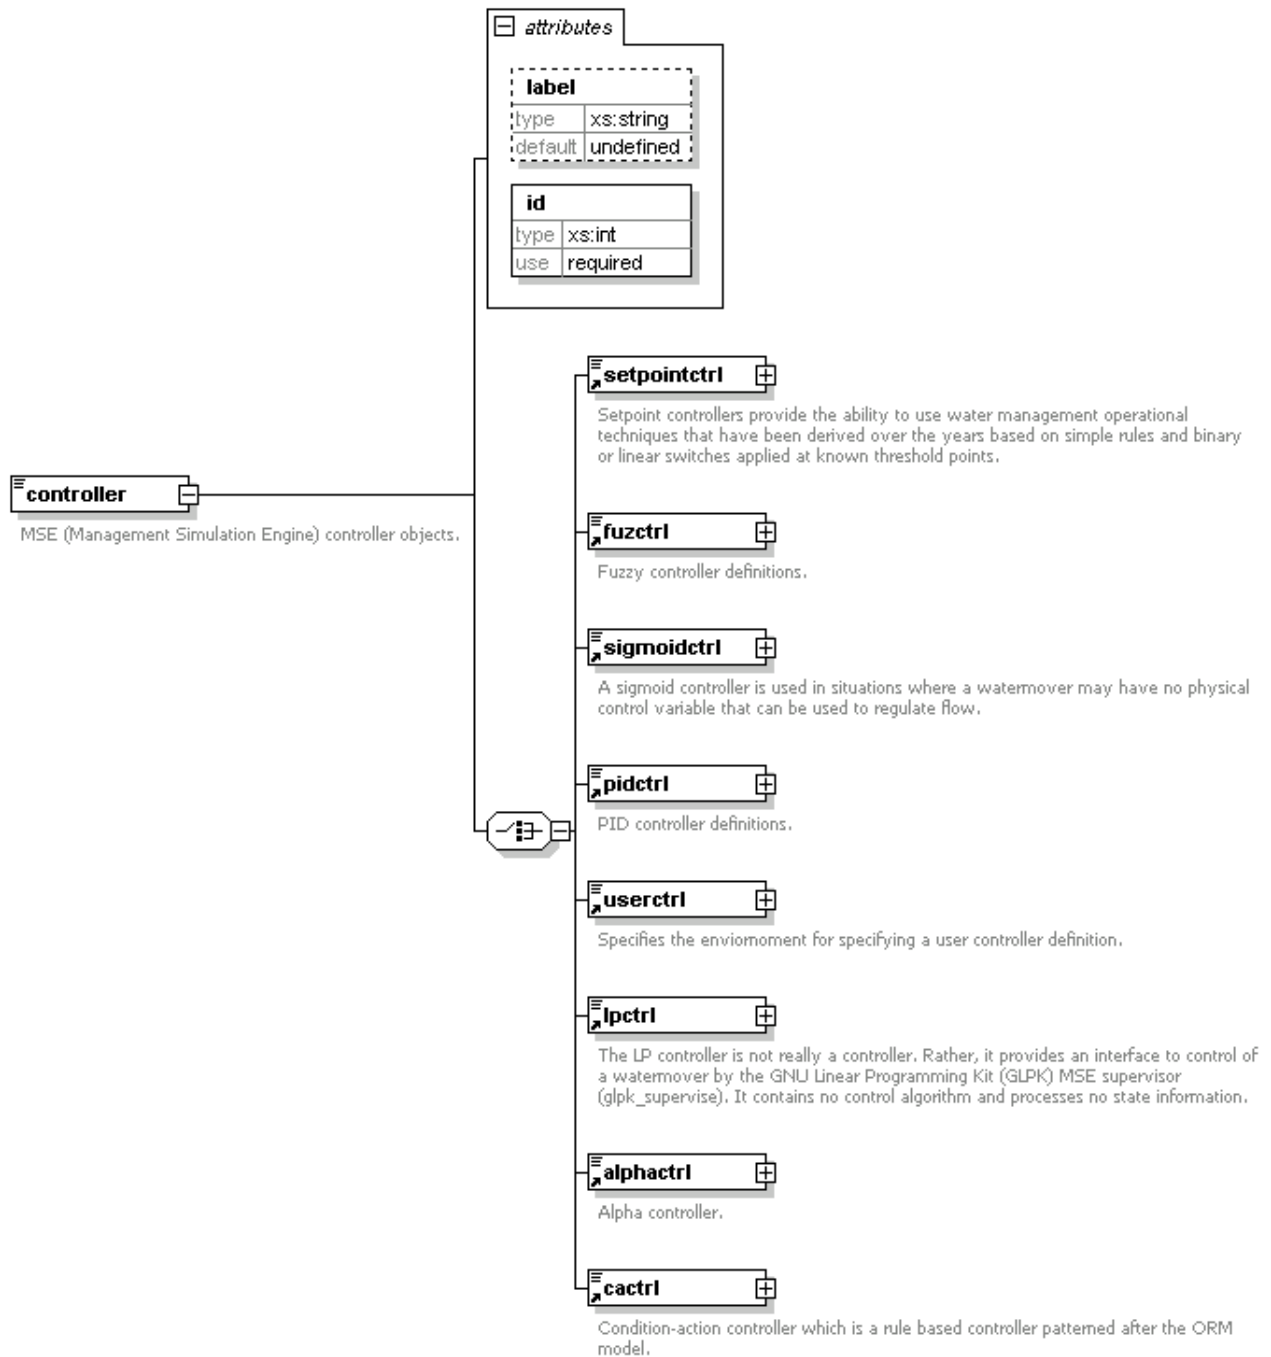 attributes
label
type xs:string
default undefined
id
type xs:int
use required
setpointctrl
Setpoint controllers provide the ability to use water management operational
techniques that have been derived over the years based on simple rules and binary
or linear switches applied at known threshold points.
controller
MSE (Management Simulation Engine) controller objects.
fuzctrl
Fuzzy controller definitions.
sigmoidctrl
A sigmoid controller is used in situations where a watermover may have no physical
control variable that can be used to regulate flow.
pidctrl
PID controller definitions.
userctrl
Specifies the enviornoment for specifying a user controller definition.
lpctrl
The LP controller is not really a controller. Rather, it provides an interface to control of
a watermover by the GNU Linear Programming Kit (GLPK) MSE supervisor
(glpk_supervise). It contains no control algorithm and processes no state information.
alphactrl
Alpha controller.
cactrl
Condition-action controller which is a rule based controller patterned after the ORM
model.